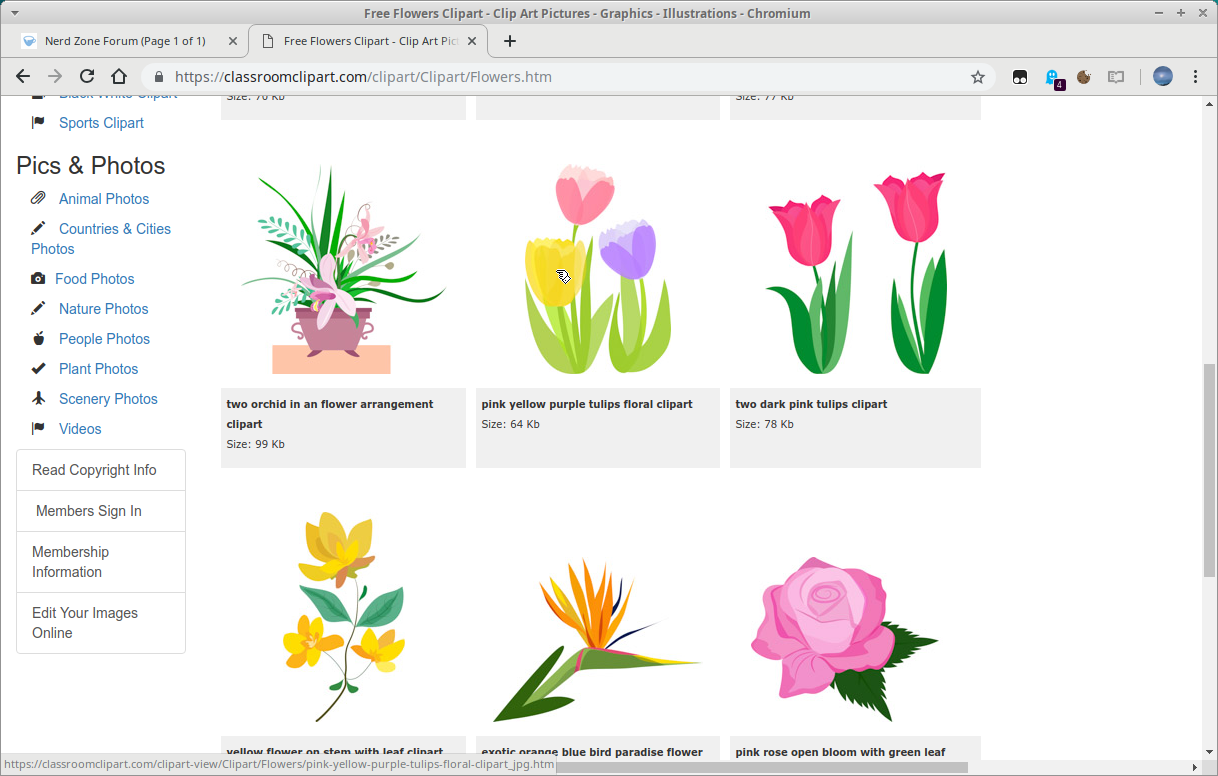 Free Flowers Clipart - Clip Art Pictures - Graphics - Illustrations - Chromium
Nerd Zone Forum (Page 1 of 1)
Free Flowers Clipart - Clip Art Pic
https://classroomclipart.com/clipart/Clipart/Flowers.htm
4
Black White Clipart
Sports Clipart
Pics & Photos
Animal Photos
Countries & Cities
Photos
Food Photos
Nature Photos
People Photos
Plant Photos
Scenery Photos
Videos
Read Copyright Info
Members Sign In
Membership
Information
Edit Your Images
Online
Size: 70 Kb
Size: 77 Kb
two orchid in an flower arrangement
clipart
Size: 99 Kb
pink yellow purple tulips floral clipart
Size: 64 Kb
two dark pink tulips clipart
Size: 78 Kb
yellow flower on stem with leaf clipart
exotic orange blue bird paradise flower
pink rose open bloom with green leaf
https://classroomclipart.com/clipart-view/Clipart/Flowers/pink-yellow-purple-tulips-floral-clipart_jpg.htm